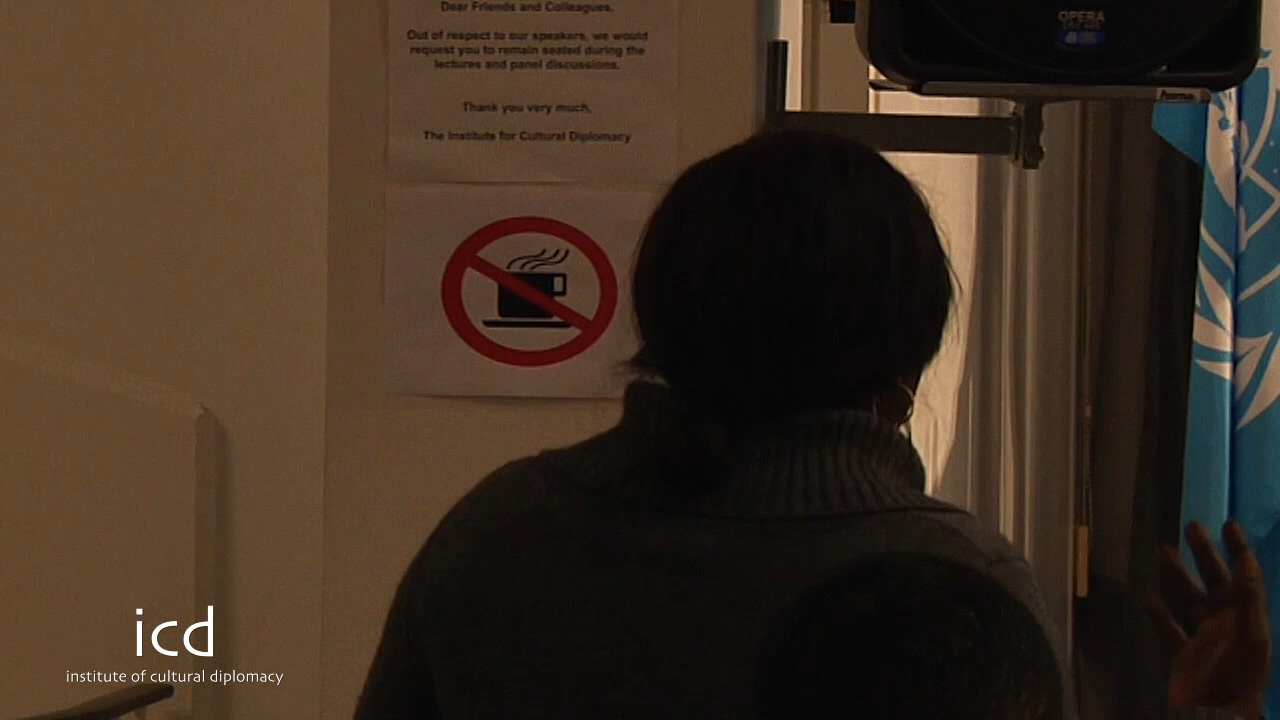 Dear Friends and Colleagues,
Out of respect to our speakers, we would
request you to remain seated during the
lectures and panel discussions.
Thank you very much,
The Institute for Cultural Diplomacy
OPERA
hama
icd
institute of cultural diplomacy